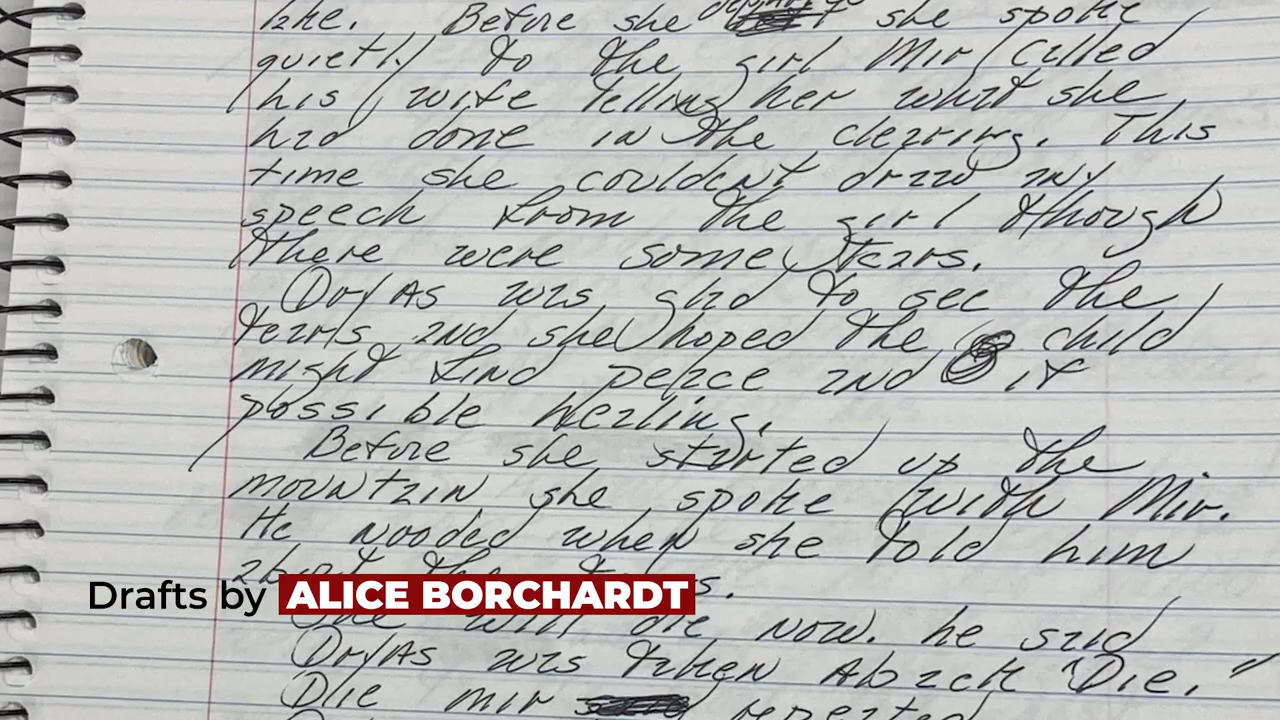 like. Before she she spoke
quietly to the girl Mir called
his wife telling her what she
had done in the clearing. This
time she couldent draw any
speech from the girl though
there were some tears.
Dryas was glad to see the
tears and she hoped the child
might find peace and if
possible healing.
Before she started up the
mountain she spoke with Mir.
He nooded when she told him
about the
Drafts by ALICE BORCHARDT
She will die now. he said
Dryas was taken Aback "Die."
Die mir repeated